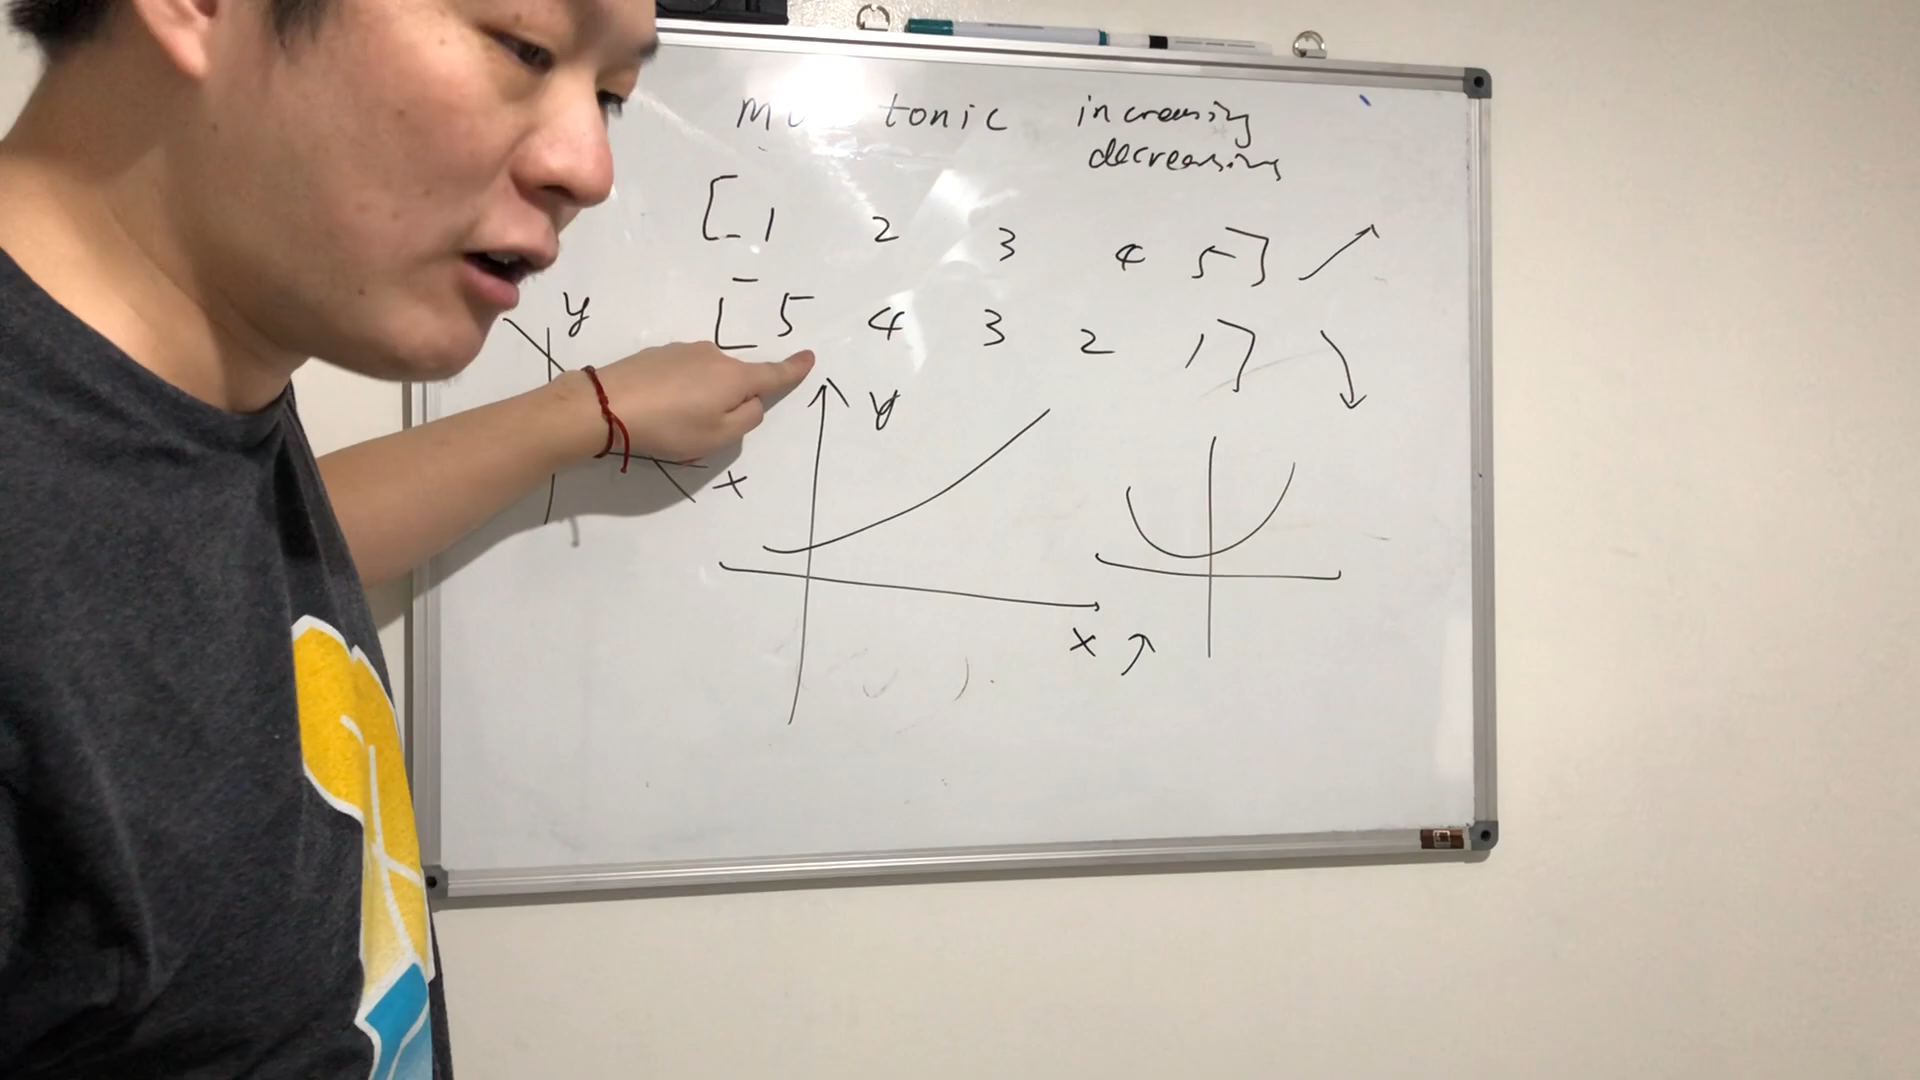 tonic increasing
decreasing
[1 2 3 4 5]
[5 4 3 2 1]
y
y
x
x